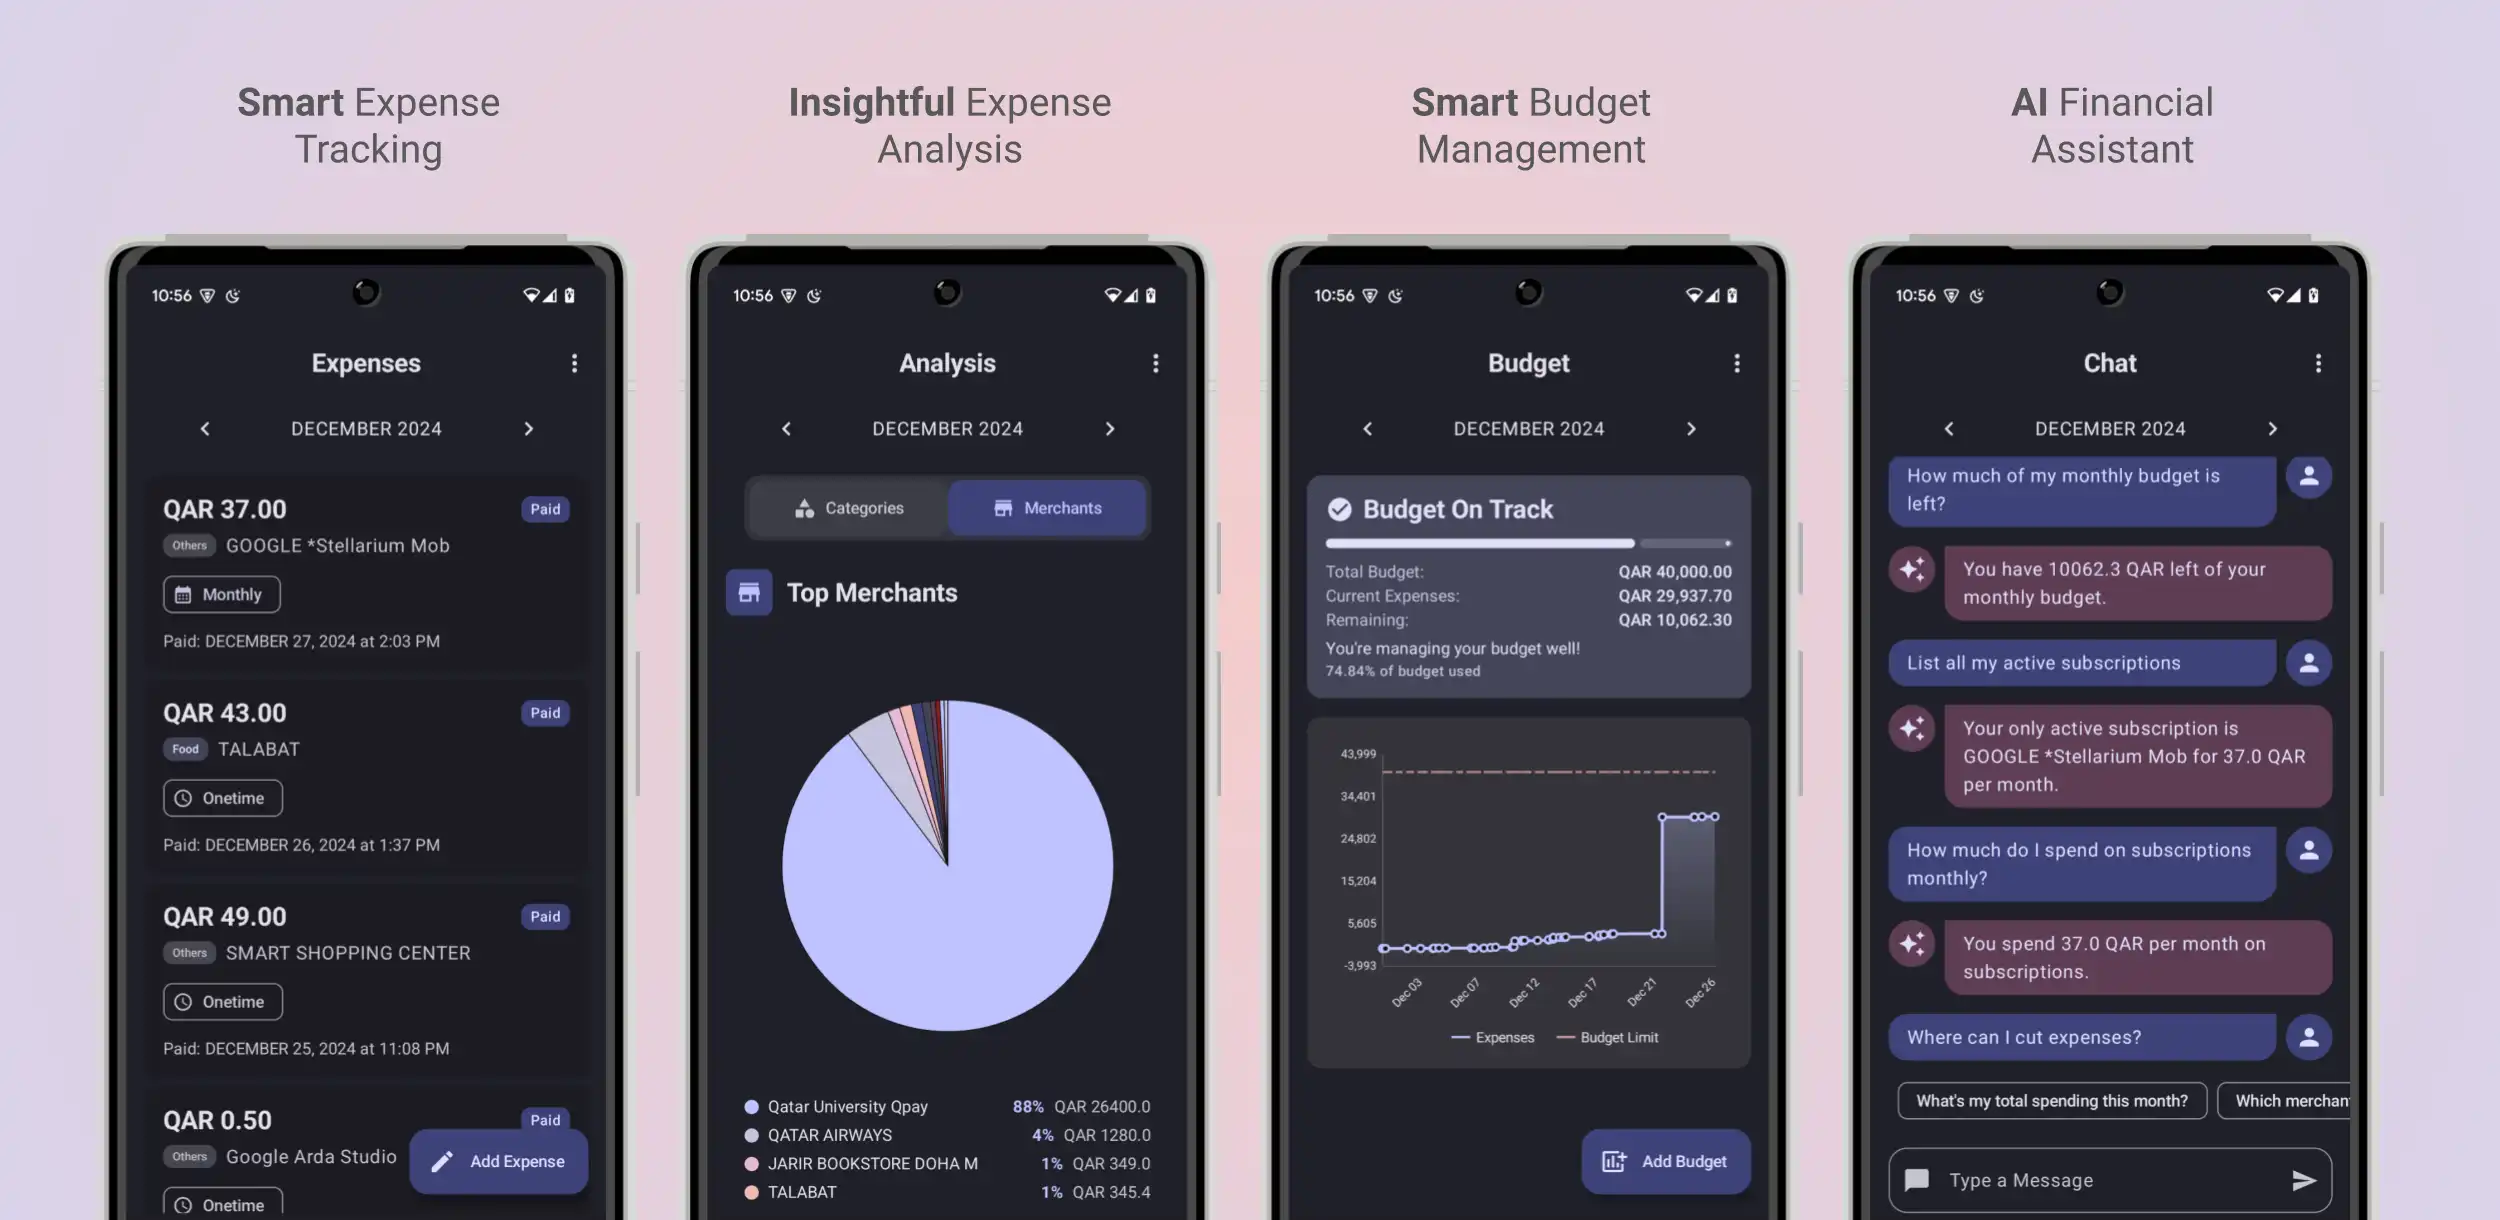 Smart Expense
Tracking
10:56
Expenses
DECEMBER 2024
QAR 37.00
Paid
Others GOOGLE *Stellarium Mob
Monthly
Paid: DECEMBER 27, 2024 at 2:03 PM
QAR 43.00
Paid
Food TALABAT
Onetime
Paid: DECEMBER 26, 2024 at 1:37 PM
QAR 49.00
Paid
Others SMART SHOPPING CENTER
Onetime
Paid: DECEMBER 25, 2024 at 11:08 PM
QAR 0.50
Paid
Others Google Arda Studio
Add Expense
Onetime
Insightful Expense
Analysis
10:56
Analysis
DECEMBER 2024
Categories
Merchants
Top Merchants
Qatar University Qpay 88% QAR 26400.0
QATAR AIRWAYS 4% QAR 1280.0
JARIR BOOKSTORE DOHA M 1% QAR 349.0
TALABAT 1% QAR 345.4
Smart Budget
Management
10:56
Budget
DECEMBER 2024
Budget On Track
Total Budget: QAR 40,000.00
Current Expenses: QAR 29,937.70
Remaining: QAR 10,062.30
You're managing your budget well!
74.84% of budget used
43,999
34,401
24,802
15,204
5,605
-3,993
Dec 03 Dec 07 Dec 12 Dec 17 Dec 21 Dec 26
Expenses Budget Limit
Add Budget
AI Financial
Assistant
10:56
Chat
DECEMBER 2024
How much of my monthly budget is
left?
You have 10062.3 QAR left of your
monthly budget.
List all my active subscriptions
Your only active subscription is
GOOGLE *Stellarium Mob for 37.0 QAR
per month.
How much do I spend on subscriptions
monthly?
You spend 37.0 QAR per month on
subscriptions.
Where can I cut expenses?
What's my total spending this month?
Which merchan
Type a Message